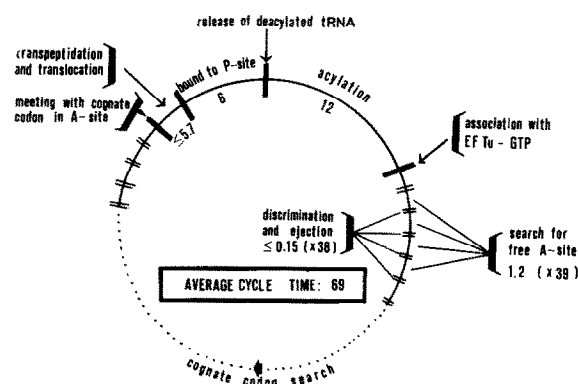 release of deacylated tRNA
transpeptidation
and translocation
bound to P-site
6
acylation
12
meeting with cognate
codon in A-site
≤5.7
association with
EF Tu - GTP
discrimination
and ejection
≤ 0.15 (x38)
search for
free A-site
1.2 (x39)
AVERAGE CYCLE TIME: 69
cognate codon search